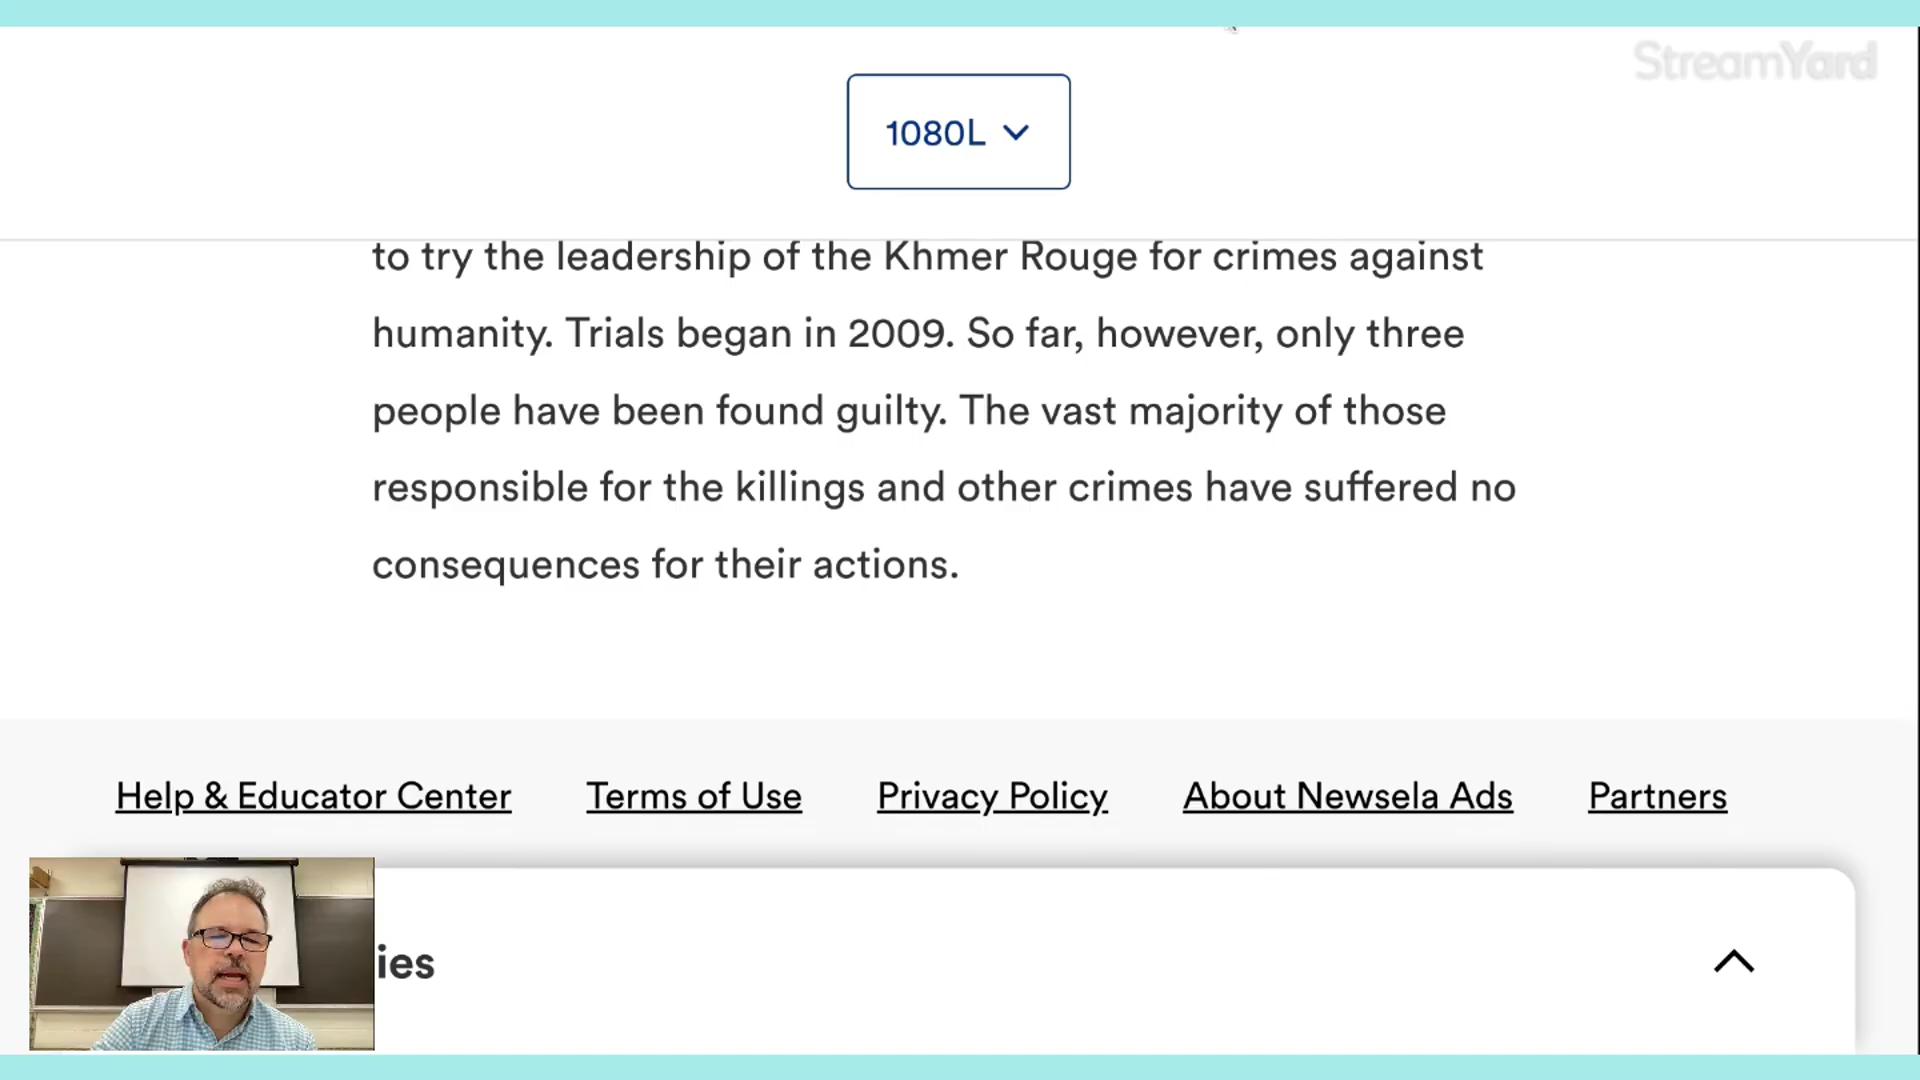 StreamYard
1080L
to try the leadership of the Khmer Rouge for crimes against
humanity. Trials began in 2009. So far, however, only three
people have been found guilty. The vast majority of those
responsible for the killings and other crimes have suffered no
consequences for their actions.
Help & Educator Center Terms of Use Privacy Policy About Newsela Ads Partners
ies